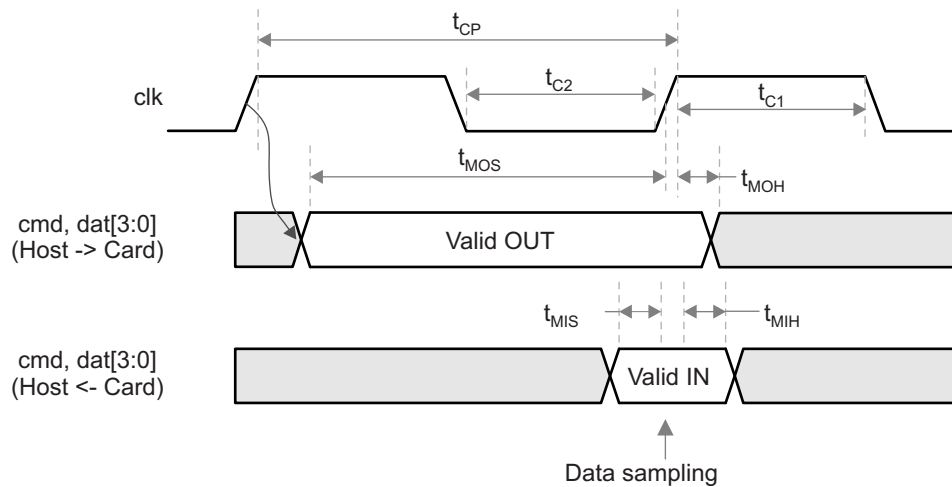 tCP
clk
tC2
tC1
tMOS
tMOH
cmd, dat[3:0]
(Host -> Card)
Valid OUT
tMIS
tMIH
cmd, dat[3:0]
(Host <- Card)
Valid IN
Data sampling